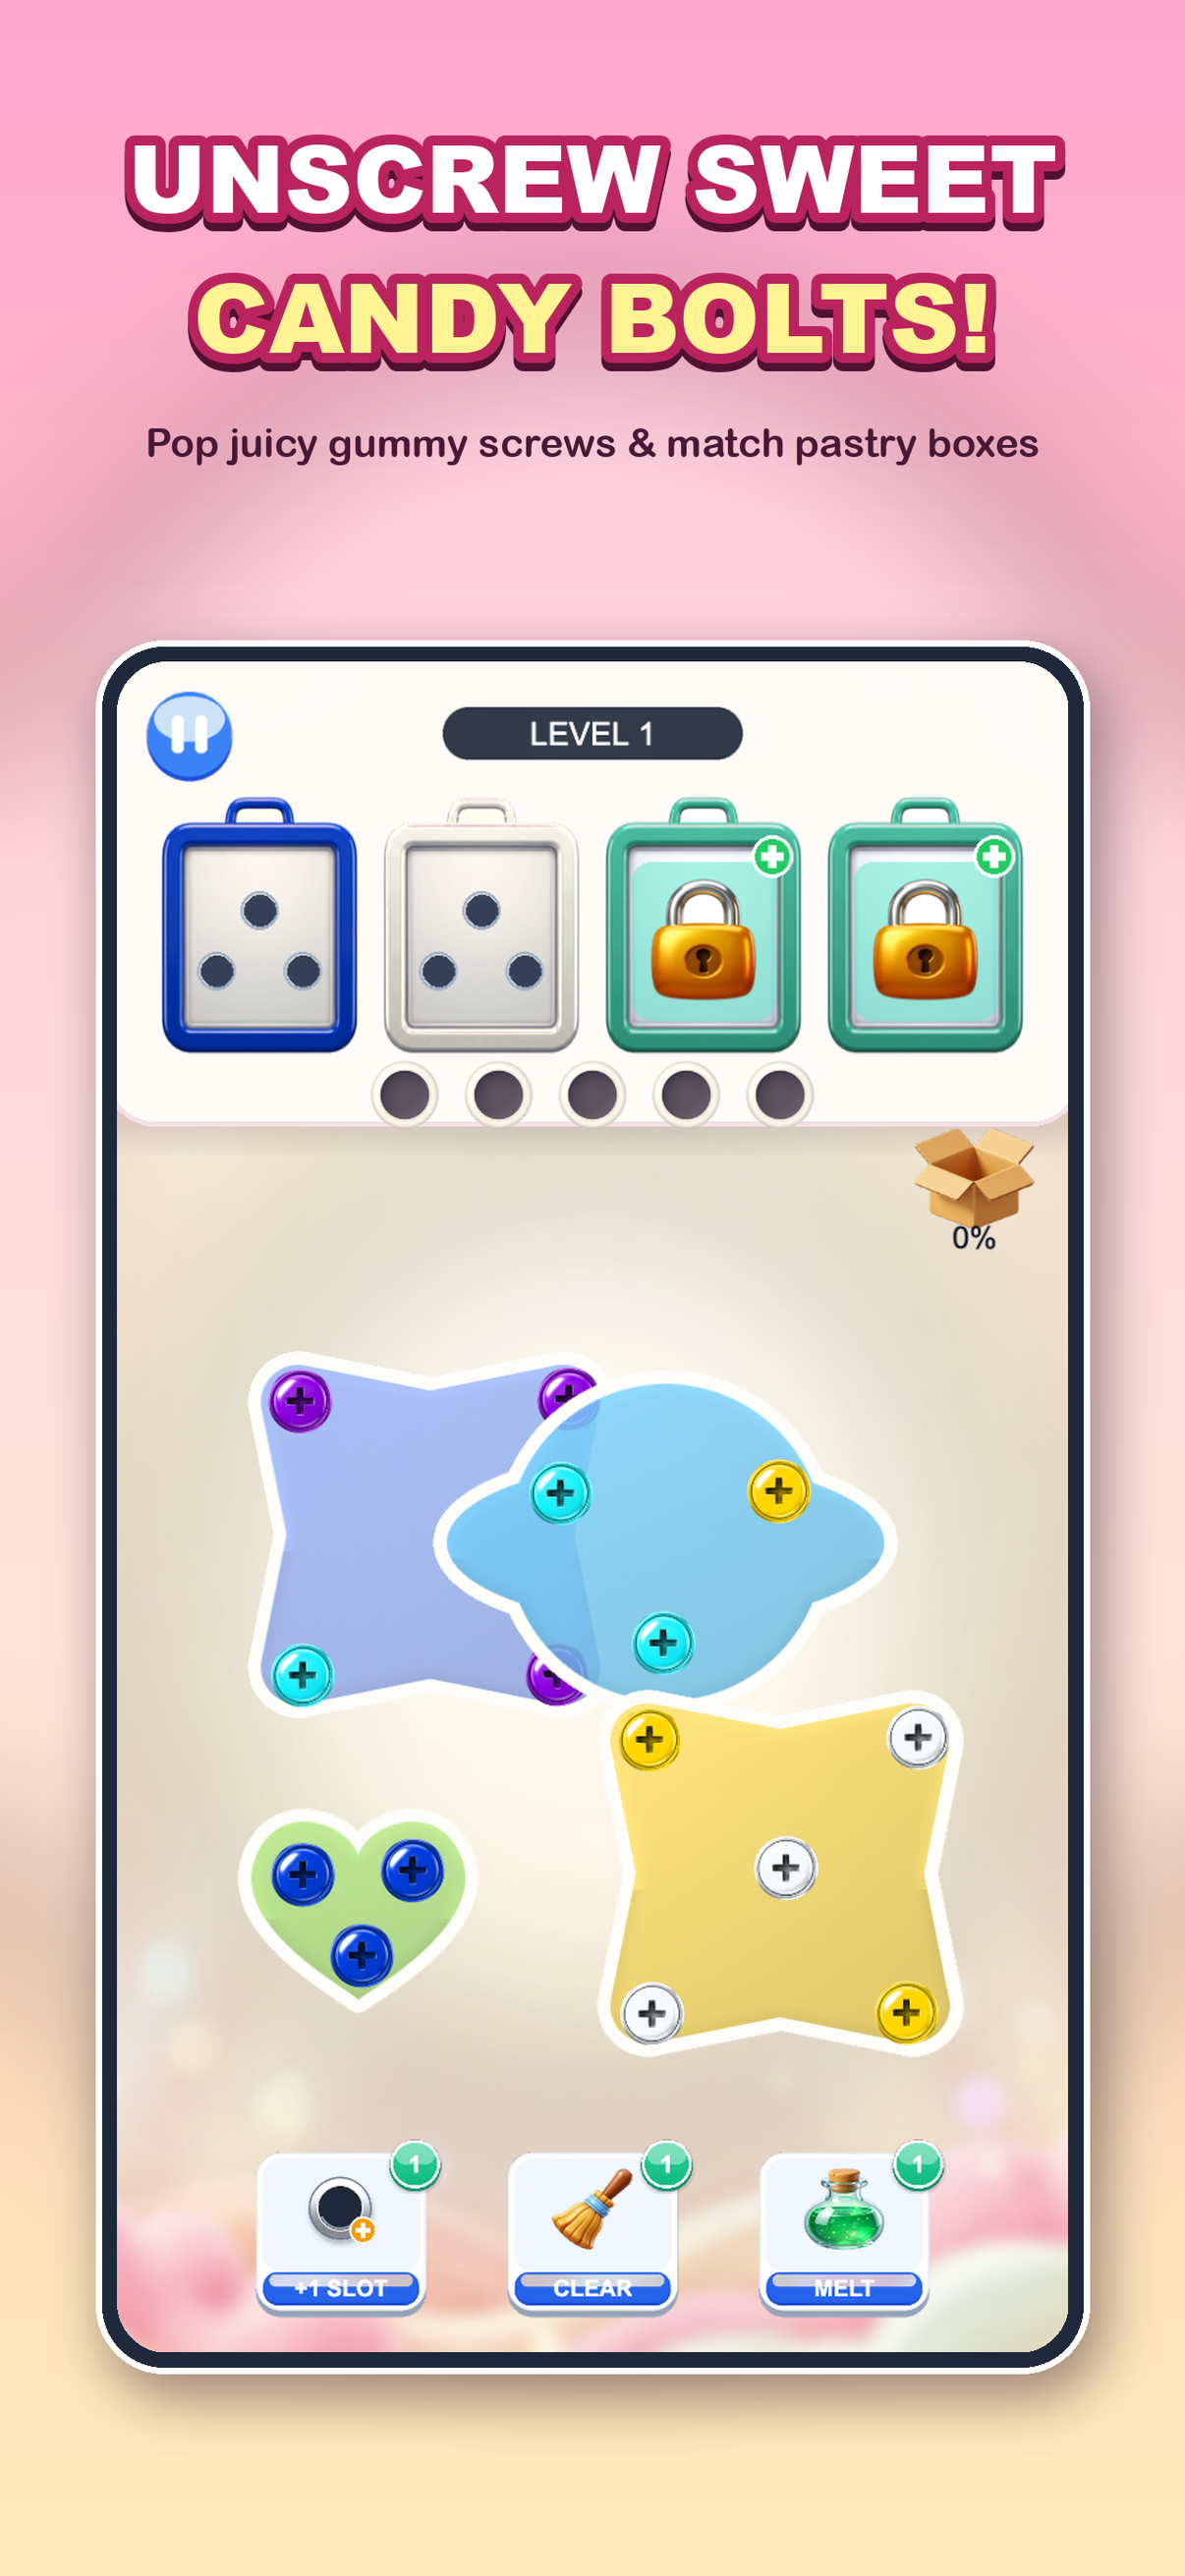 UNSCREW SWEET
CANDY BOLTS!
Pop juicy gummy screws & match pastry boxes
LEVEL 1
0%
1
1
1
+1 SLOT
CLEAR
MELT